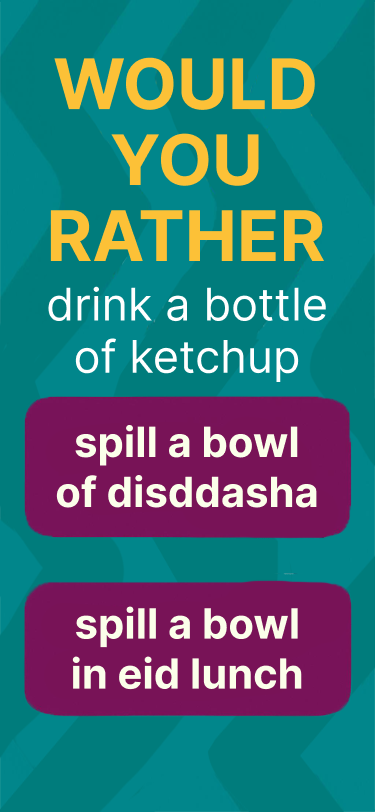 WOULD
YOU
RATHER
drink a bottle
of ketchup
spill a bowl
of disddasha
spill a bowl
in eid lunch